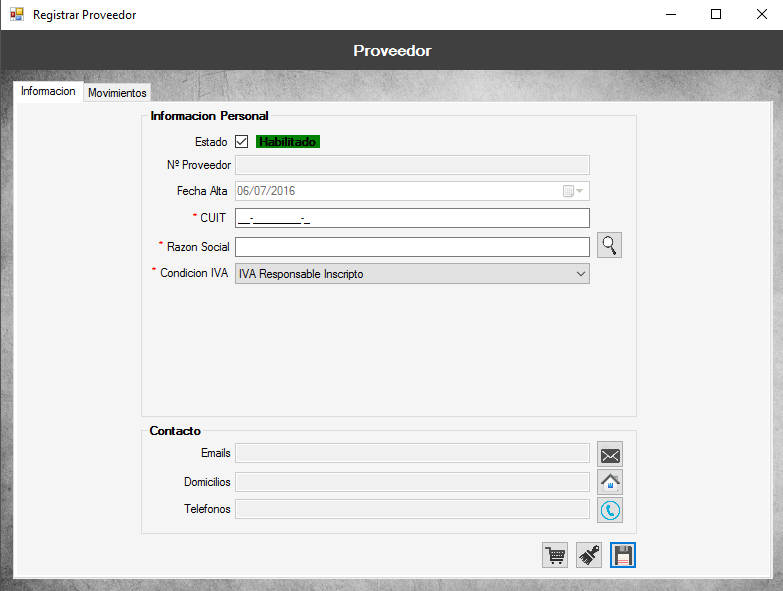 Registrar Proveedor
Proveedor
Informacion
Movimientos
Informacion Personal
Estado Habilitado
Nº Proveedor
Fecha Alta 06/07/2016
* CUIT __-________-_
* Razon Social
* Condicion IVA IVA Responsable Inscripto
Contacto
Emails
Domicilios
Telefonos